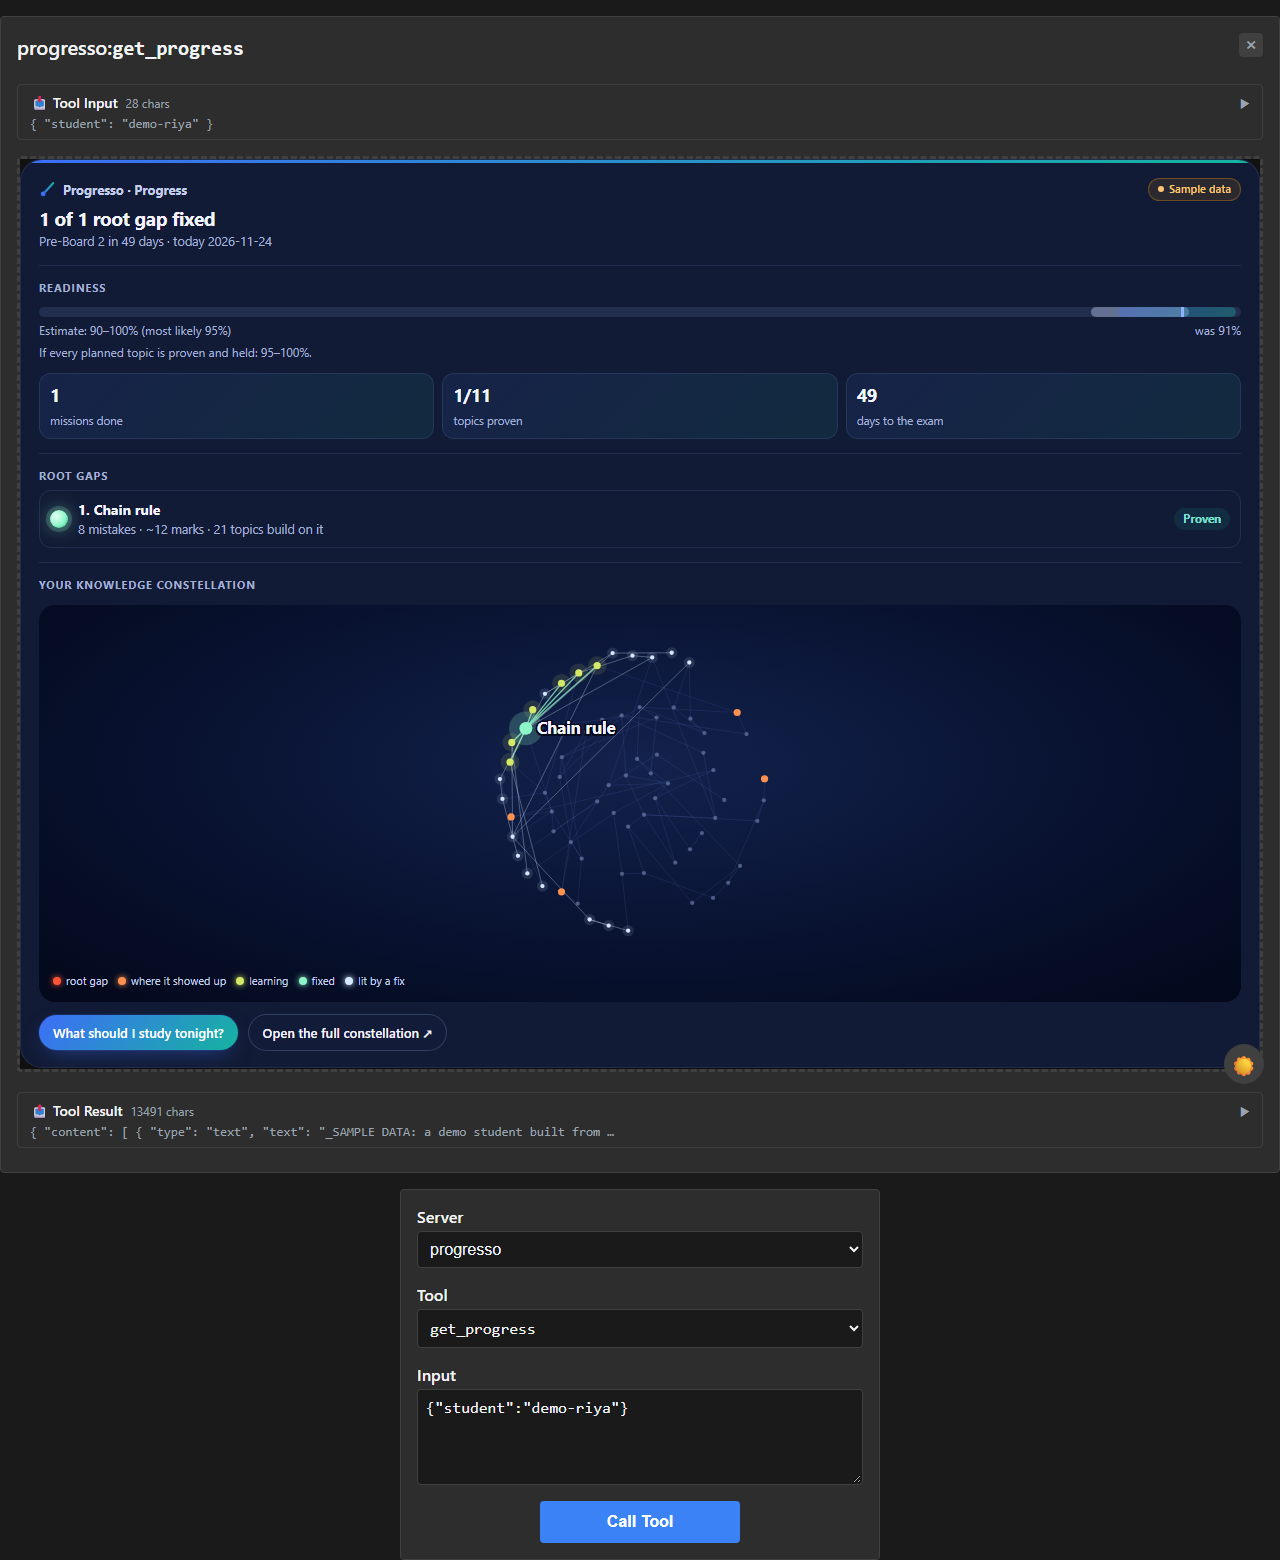 progresso:get_progress
Tool Input 28 chars
{ "student": "demo-riya" }
Progresso · Progress
Sample data
1 of 1 root gap fixed
Pre-Board 2 in 49 days · today 2026-11-24
READINESS
Estimate: 90–100% (most likely 95%)
was 91%
If every planned topic is proven and held: 95–100%.
1
missions done
1/11
topics proven
49
days to the exam
ROOT GAPS
1. Chain rule
8 mistakes · ~12 marks · 21 topics build on it
Proven
YOUR KNOWLEDGE CONSTELLATION
Chain rule
root gap where it showed up learning fixed lit by a fix
What should I study tonight?
Open the full constellation ↗
Tool Result 13491 chars
{ "content": [ { "type": "text", "text": "_SAMPLE DATA: a demo student built from …
Server
progresso
Tool
get_progress
Input
{"student":"demo-riya"}
Call Tool